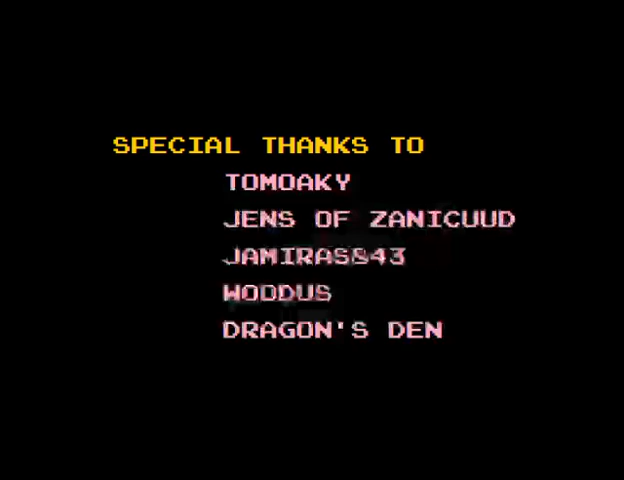 SPECIAL THANKS TO
TOMOAKY
JENS OF ZANICUUD
JAMIRAS843
WODDUS
DRAGON'S DEN